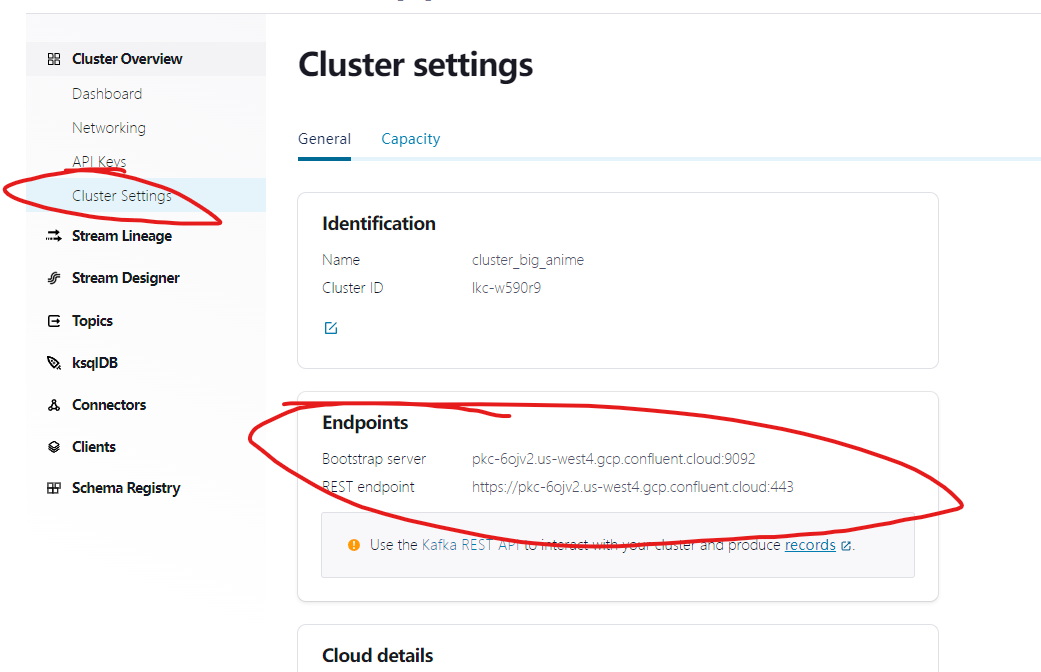 Cluster Overview
Dashboard
Networking
API Keys
Cluster Settings
Stream Lineage
Stream Designer
Topics
ksqlDB
Connectors
Clients
Schema Registry
Cluster settings
General Capacity
Identification
Name cluster_big_anime
Cluster ID lkc-w590r9
Endpoints
Bootstrap server pkc-6ojv2.us-west4.gcp.confluent.cloud:9092
REST endpoint https://pkc-6ojv2.us-west4.gcp.confluent.cloud:443
Use the Kafka REST API to interact with your cluster and produce records.
Cloud details